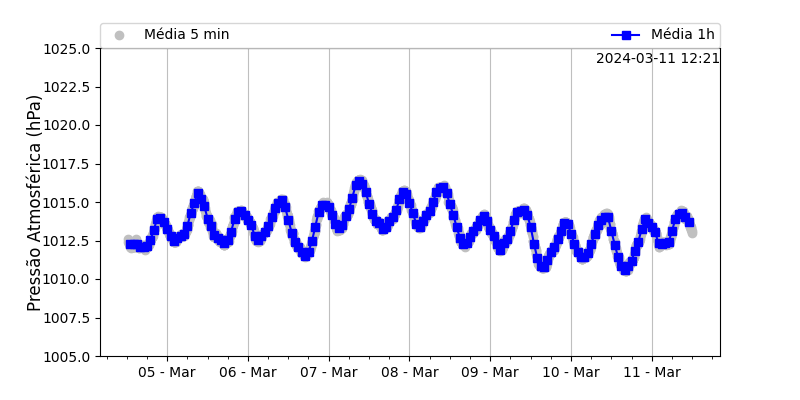 Média 5 min
Média 1h
2024-03-11 12:21
Pressão Atmosférica (hPa)
1025.0
1022.5
1020.0
1017.5
1015.0
1012.5
1010.0
1007.5
1005.0
05 - Mar
06 - Mar
07 - Mar
08 - Mar
09 - Mar
10 - Mar
11 - Mar